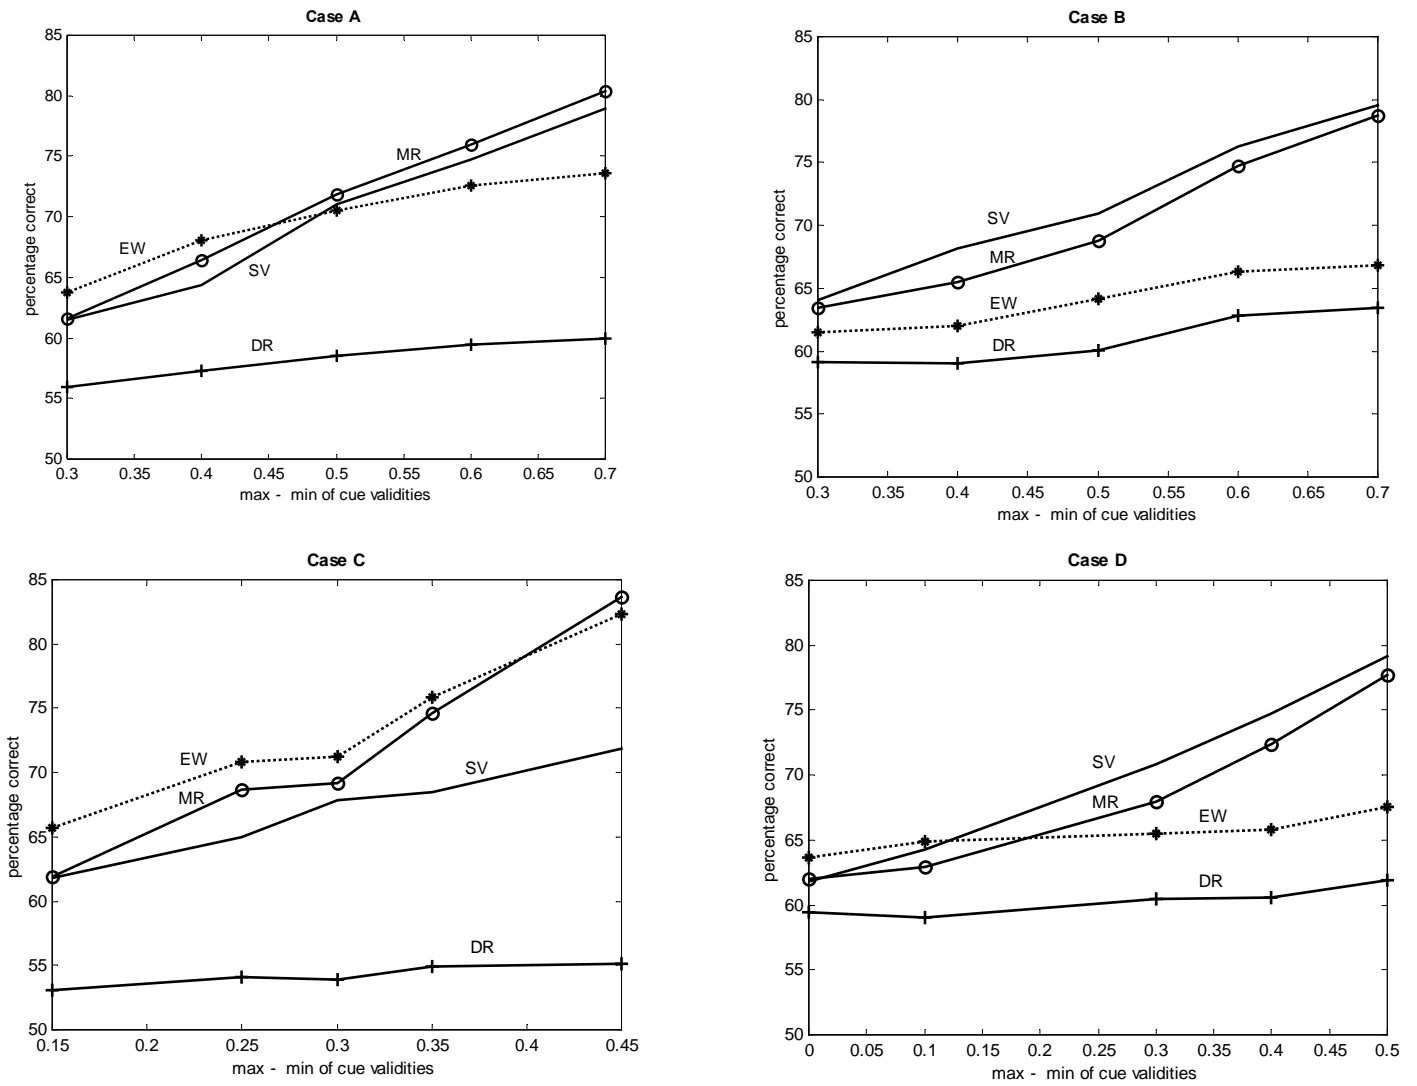 Case A
85
80
75
70
65
60
55
50
percentage correct
MR
EW
SV
DR
0.3 0.35 0.4 0.45 0.5 0.55 0.6 0.65 0.7
max - min of cue validities
Case B
85
80
75
70
65
60
55
50
percentage correct
SV
MR
EW
DR
0.3 0.35 0.4 0.45 0.5 0.55 0.6 0.65 0.7
max - min of cue validities
Case C
85
80
75
70
65
60
55
50
percentage correct
EW
SV
MR
DR
0.15 0.2 0.25 0.3 0.35 0.4 0.45
max - min of cue validities
Case D
85
80
75
70
65
60
55
50
percentage correct
SV
MR
EW
DR
0 0.05 0.1 0.15 0.2 0.25 0.3 0.35 0.4 0.45 0.5
max - min of cue validities